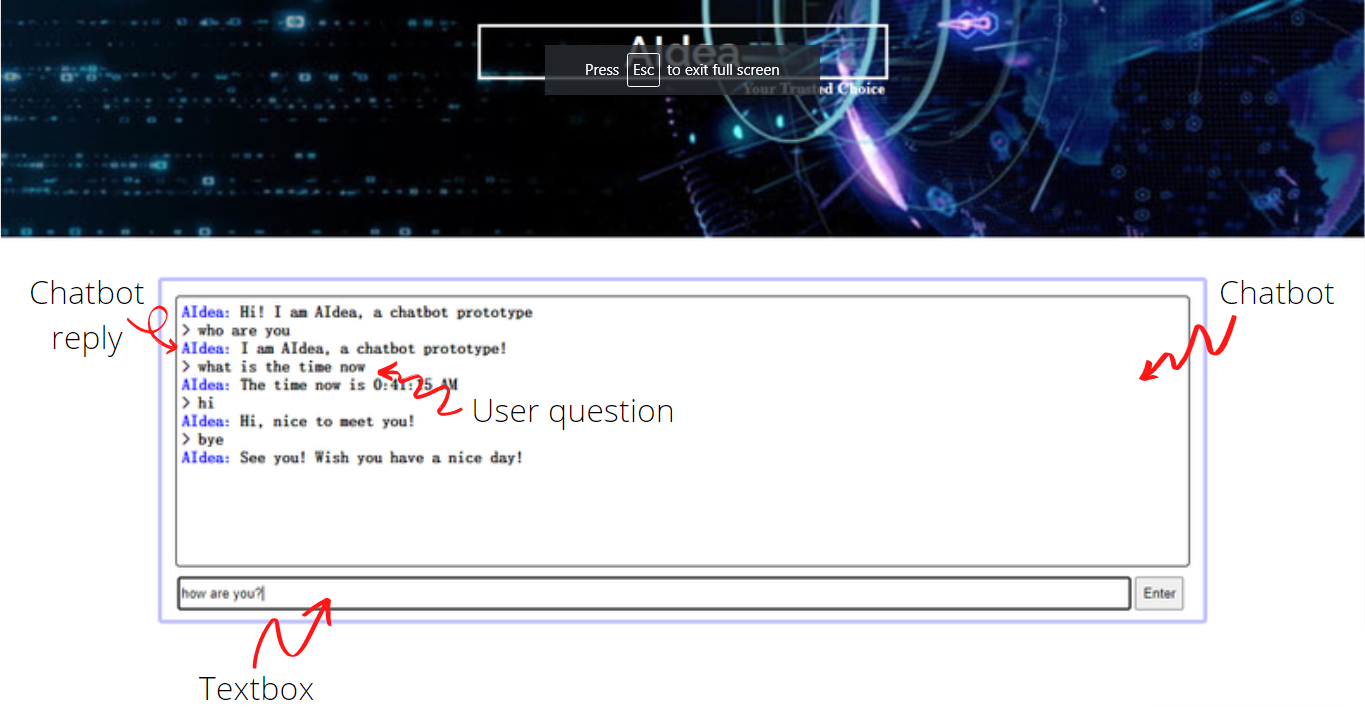 AIdea
Press Esc to exit full screen
Your Trusted Choice
Chatbot
reply
Chatbot
AIdea: Hi! I am AIdea, a chatbot prototype
> who are you
AIdea: I am AIdea, a chatbot prototype!
> what is the time now
AIdea: The time now is 0:41:15 AM
> hi
AIdea: Hi, nice to meet you!
User question
> bye
AIdea: See you! Wish you have a nice day!
how are you?
Enter
Textbox